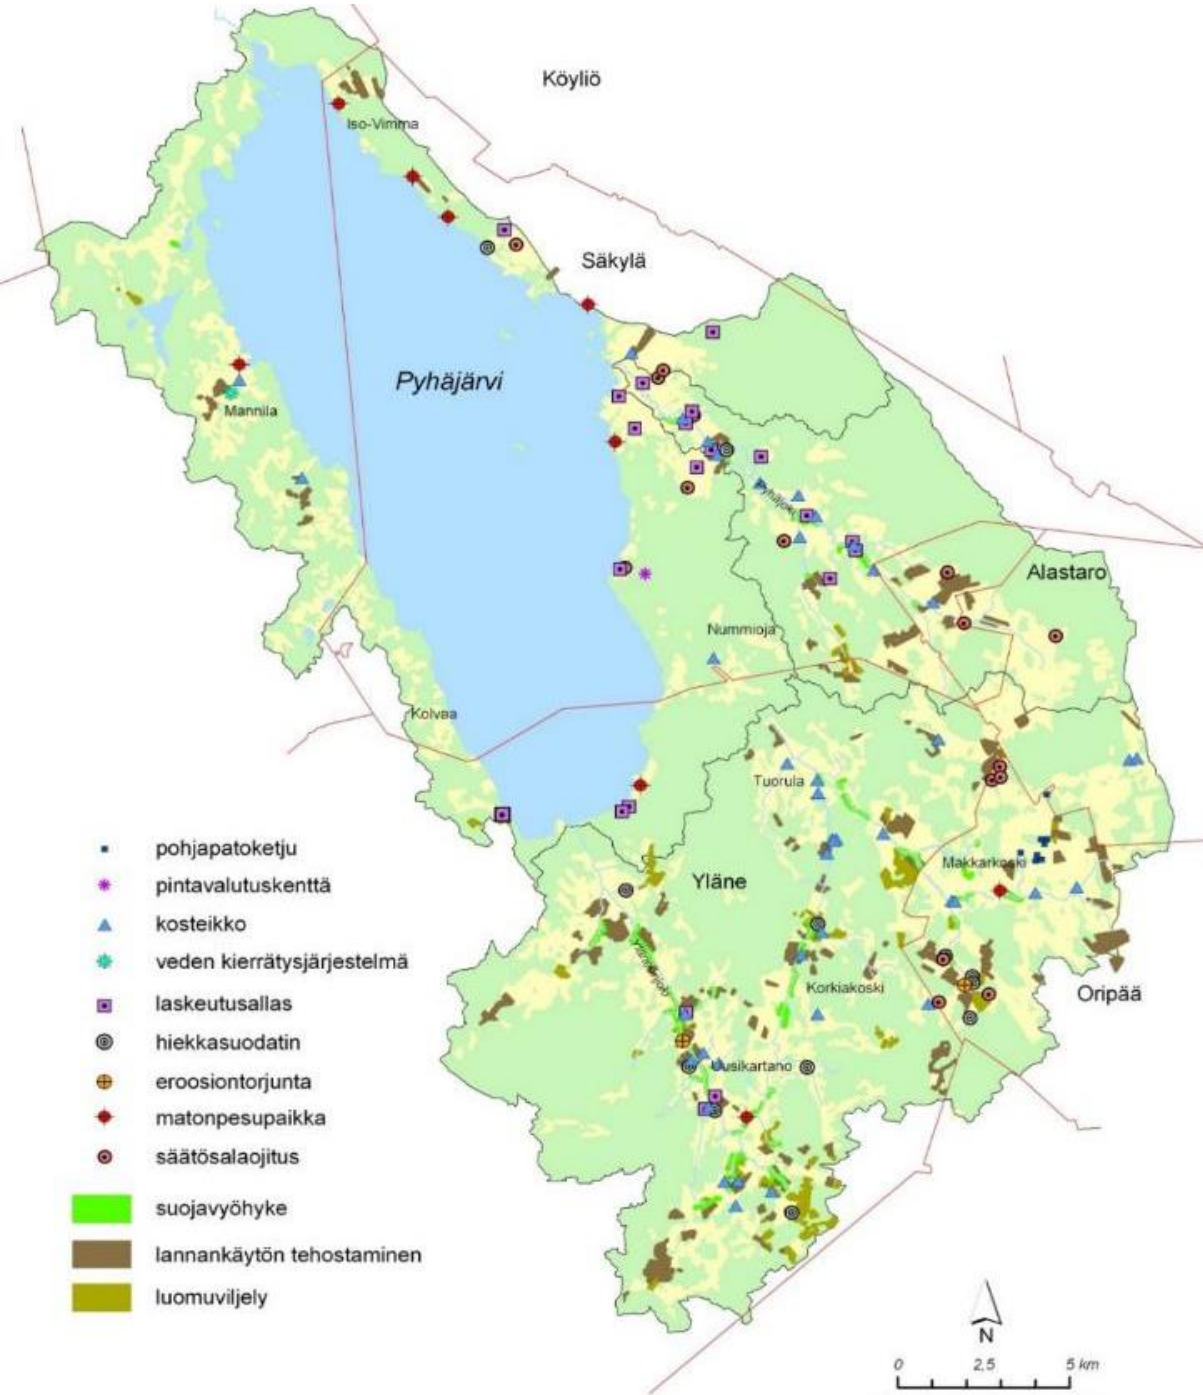 Köyliö
Iso-Vimma
Säkylä
Pyhäjärvi
Mannila
Pyhäjoki
Alastaro
Nummioja
Kolvaa
Tuorula
Makkarkoski
Yläne
Yläneenjoki
Korkiakoski
Oripää
Uusikartano
pohjapatoketju
pintavalutuskenttä
kosteikko
veden kierrätysjärjestelmä
laskeutusallas
hiekkasuodatin
eroosiontorjunta
matonpesupaikka
säätösalaojitus
suojavyöhyke
lannankäytön tehostaminen
luomuviljely
N
0 2,5 5 km